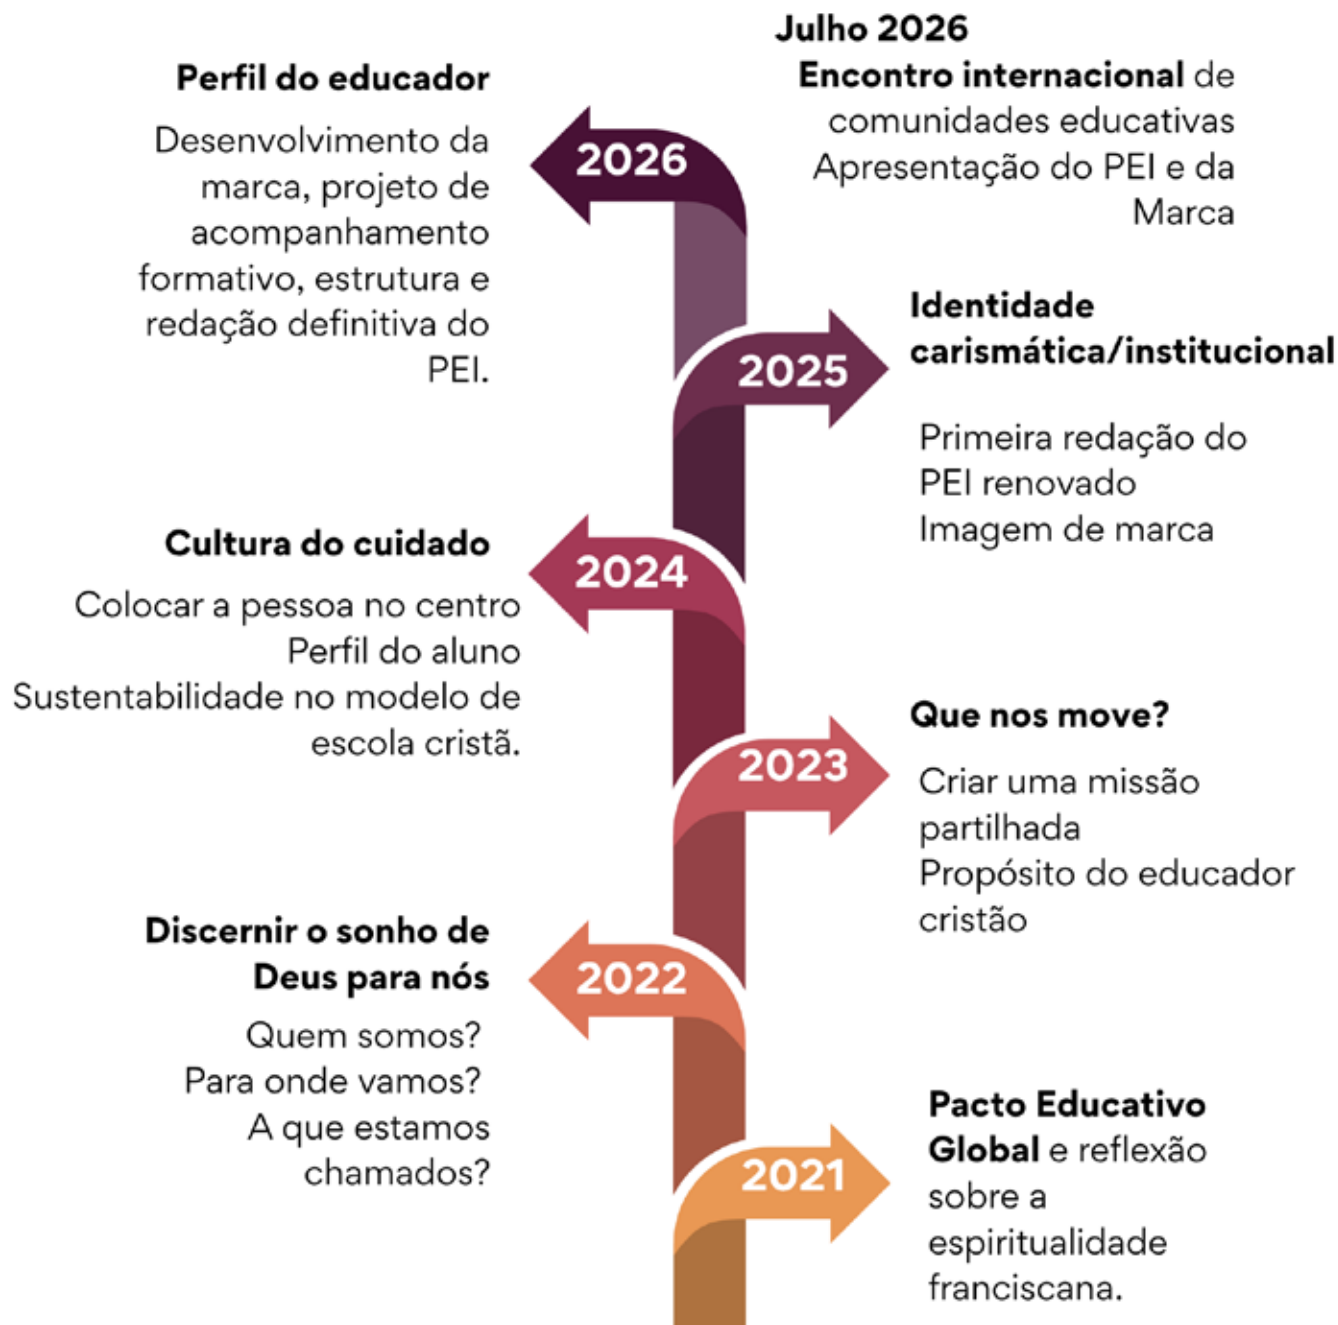 Julho 2026
Encontro internacional de
comunidades educativas
Apresentação do PEI e da
Marca
Perfil do educador
Desenvolvimento da
marca, projeto de
acompanhamento
formativo, estrutura e
redação definitiva do
PEI.
2026
Identidade
carismática/institucional
Primeira redação do
PEI renovado
Imagem de marca
2025
Cultura do cuidado
Colocar a pessoa no centro
Perfil do aluno
Sustentabilidade no modelo de
escola cristã.
2024
Que nos move?
Criar uma missão
partilhada
Propósito do educador
cristão
2023
Discernir o sonho de
Deus para nós
Quem somos?
Para onde vamos?
A que estamos
chamados?
2022
Pacto Educativo
Global e reflexão
sobre a
espiritualidade
franciscana.
2021